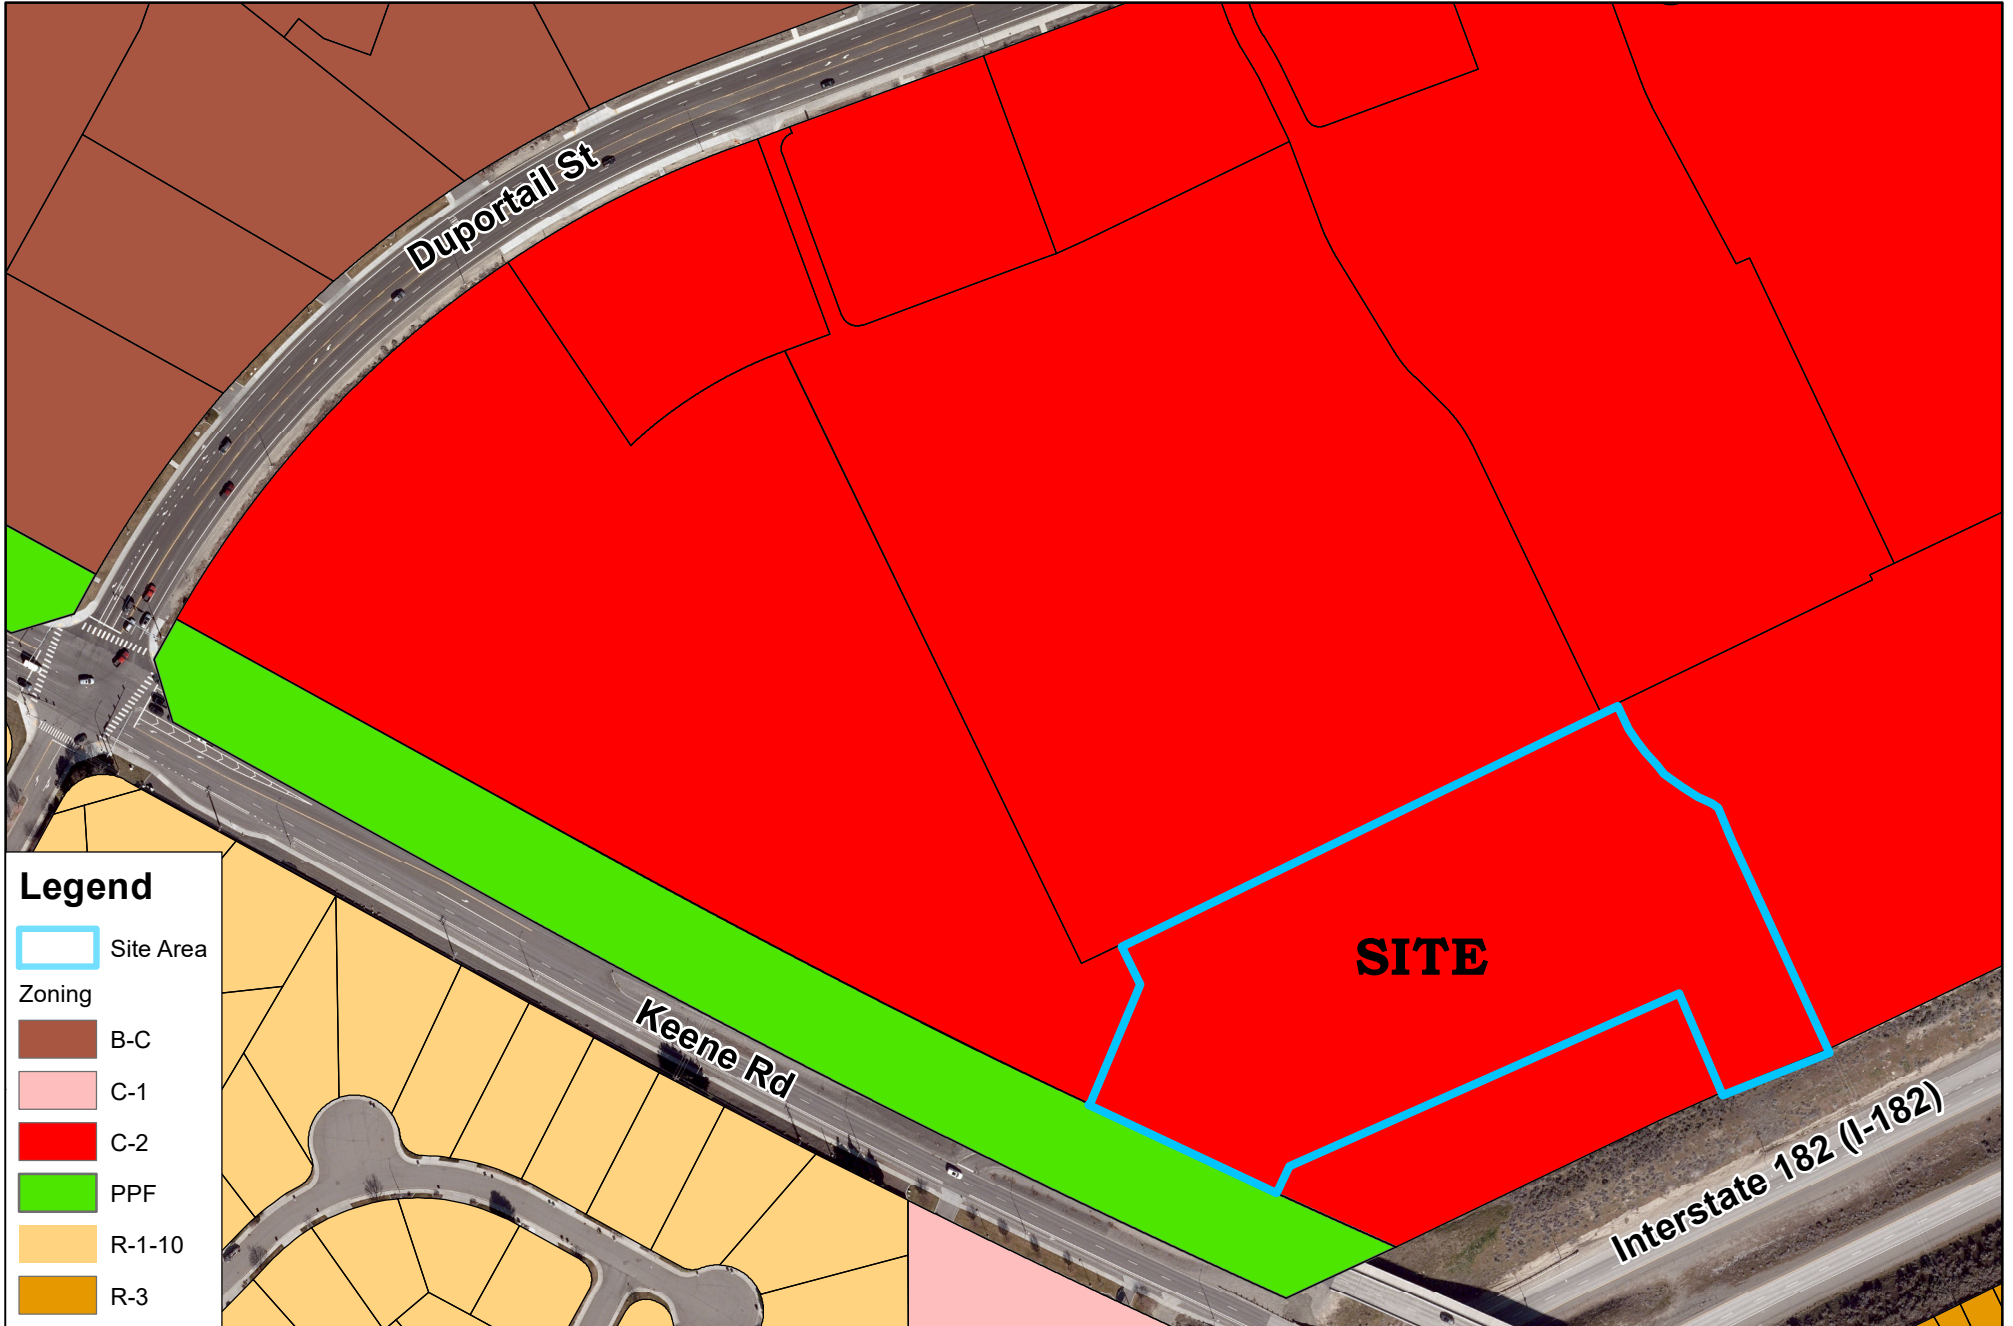 Duportail St
Keene Rd
SITE
Interstate 182 (I-182)
Legend
Site Area
Zoning
B-C
C-1
C-2
PPF
R-1-10
R-3